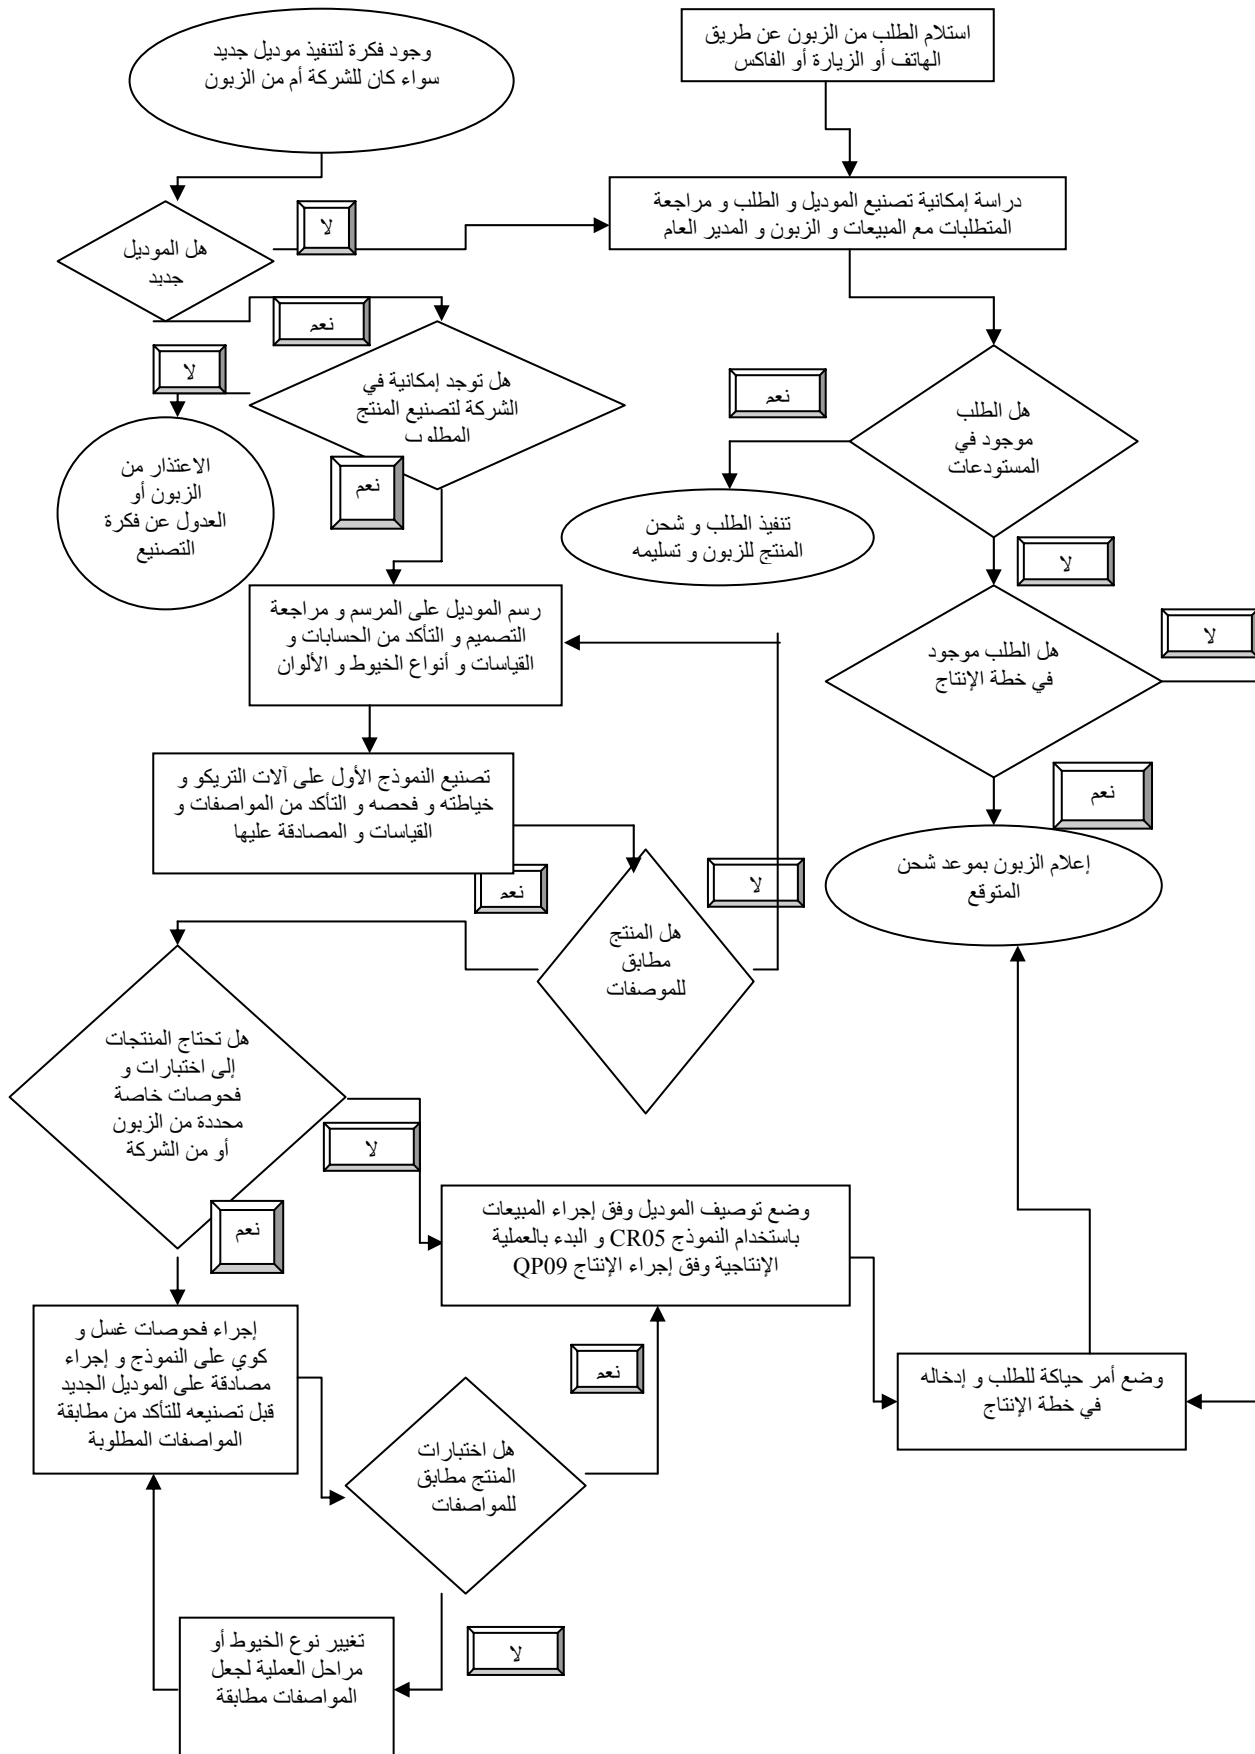 وجود فكرة لتنفيذ موديل جديد
سواء كان للشركة أم من الزبون
استلام الطلب من الزبون عن طريق
الهاتف أو الزيارة أو الفاكس
دراسة إمكانية تصنيع الموديل و الطلب و مراجعة
المتطلبات مع المبيعات و الزبون و المدير العام
هل الموديل
جديد
لا
نعم
هل توجد إمكانية في
الشركة لتصنيع المنتج
المطلوب
لا
نعم
الاعتذار من
الزبون أو
العدول عن فكرة
التصنيع
هل الطلب
موجود في
المستودعات
نعم
لا
تنفيذ الطلب و شحن
المنتج للزبون و تسليمه
هل الطلب موجود
في خطة الإنتاج
لا
نعم
إعلام الزبون بموعد شحن
المتوقع
رسم الموديل على المرسم و مراجعة
التصميم و التأكد من الحسابات و
القياسات و أنواع الخيوط و الألوان
تصنيع النموذج الأول على آلات التريكو و
خياطته و فحصه و التأكد من المواصفات و
القياسات و المصادقة عليها
نعم
لا
هل المنتج
مطابق
للموصفات
هل تحتاج المنتجات
إلى اختبارات و
فحوصات خاصة
محددة من الزبون
أو من الشركة
لا
نعم
وضع توصيف الموديل وفق إجراء المبيعات
باستخدام النموذج CR05 و البدء بالعملية
الإنتاجية وفق إجراء الإنتاج QP09
إجراء فحوصات غسل و
كوي على النموذج و إجراء
مصادقة على الموديل الجديد
قبل تصنيعه للتأكد من مطابقة
المواصفات المطلوبة
نعم
هل اختبارات
المنتج مطابق
للمواصفات
وضع أمر حياكة للطلب و إدخاله
في خطة الإنتاج
لا
تغيير نوع الخيوط أو
مراحل العملية لجعل
المواصفات مطابقة